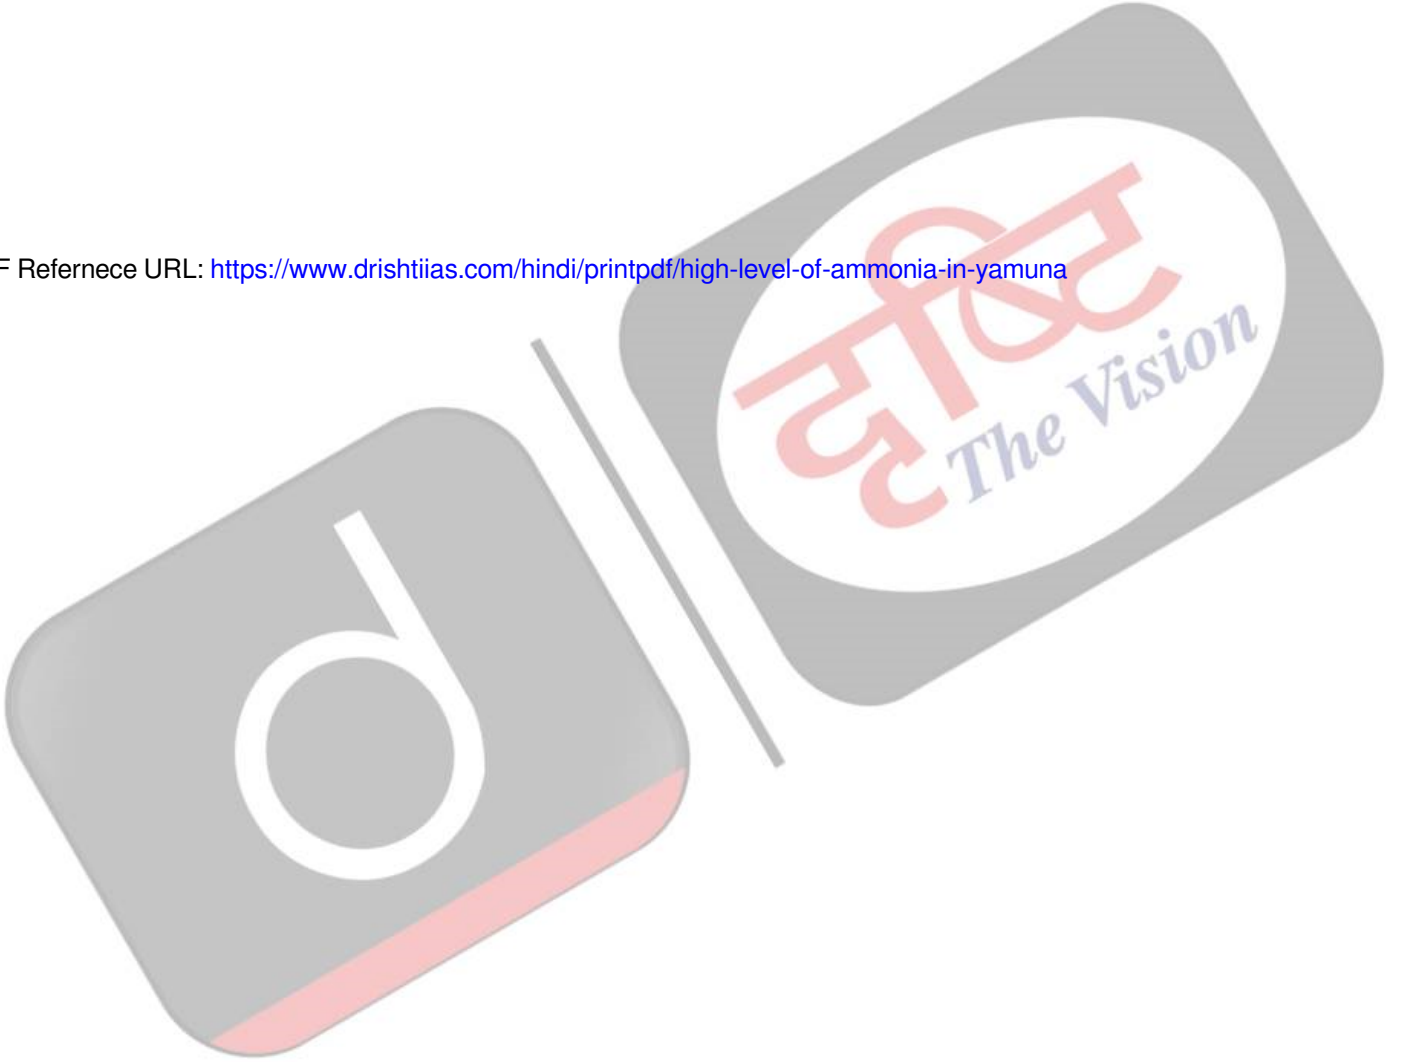 F Refernece URL: https://www.drishtiias.com/hindi/printpdf/high-level-of-ammonia-in-yamuna
दृष्टि
The Vision
d